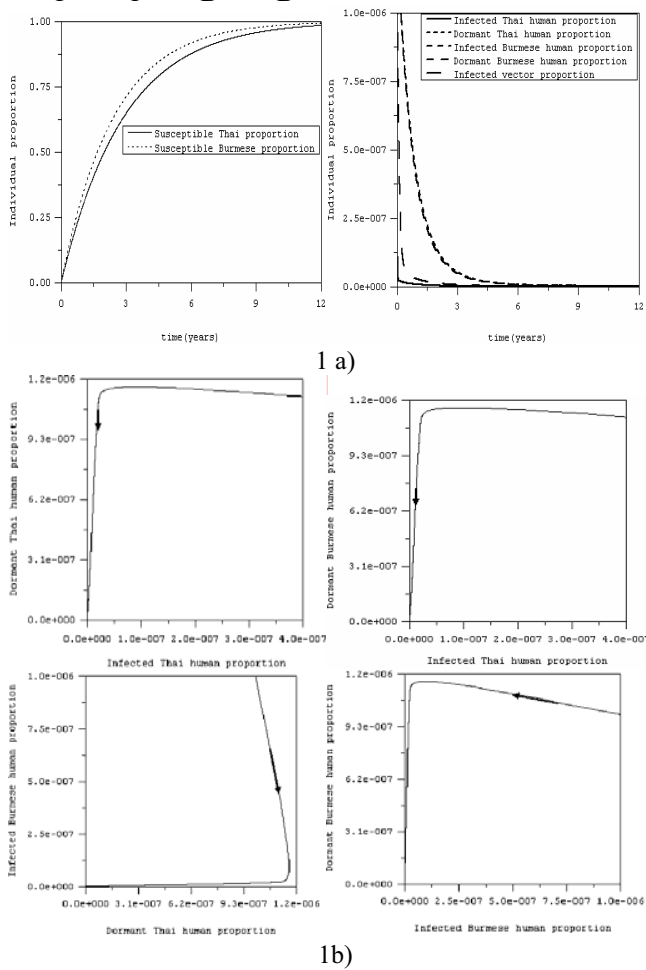 Individual proportion
1.00
0.75
0.50
0.25
0.00
Susceptible Thai proportion
Susceptible Burmese proportion
0 3 6 9 12
time(years)
Individual proportion
1.0e-006
7.5e-007
5.0e-007
2.5e-007
0.0e+000
Infected Thai human proportion
Dormant Thai human proportion
Infected Burmese human proportion
Dormant Burmese human proportion
Infected vector proportion
0 3 6 9 12
time(years)
1 a)
Dormant Thai human proportion
1.2e-006
9.3e-007
6.2e-007
3.1e-007
0.0e+000
0.0e+000 1.0e-007 2.0e-007 3.0e-007 4.0e-007
Infected Thai human proportion
Dormant Burmese human proportion
1.2e-006
9.3e-007
6.2e-007
3.1e-007
0.0e+000
0.0e+000 1.0e-007 2.0e-007 3.0e-007 4.0e-007
Infected Thai human proportion
Infected Burmese human proportion
1.0e-006
7.5e-007
5.0e-007
2.5e-007
0.0e+000
0.0e+000 3.1e-007 6.2e-007 9.3e-007 1.2e-006
Dormant Thai human proportion
Dormant Burmese human proportion
1.2e-006
9.3e-007
6.2e-007
3.1e-007
0.0e+000
0.0e+000 2.5e-007 5.0e-007 7.5e-007 1.0e-006
Infected Burmese human proportion
1b)